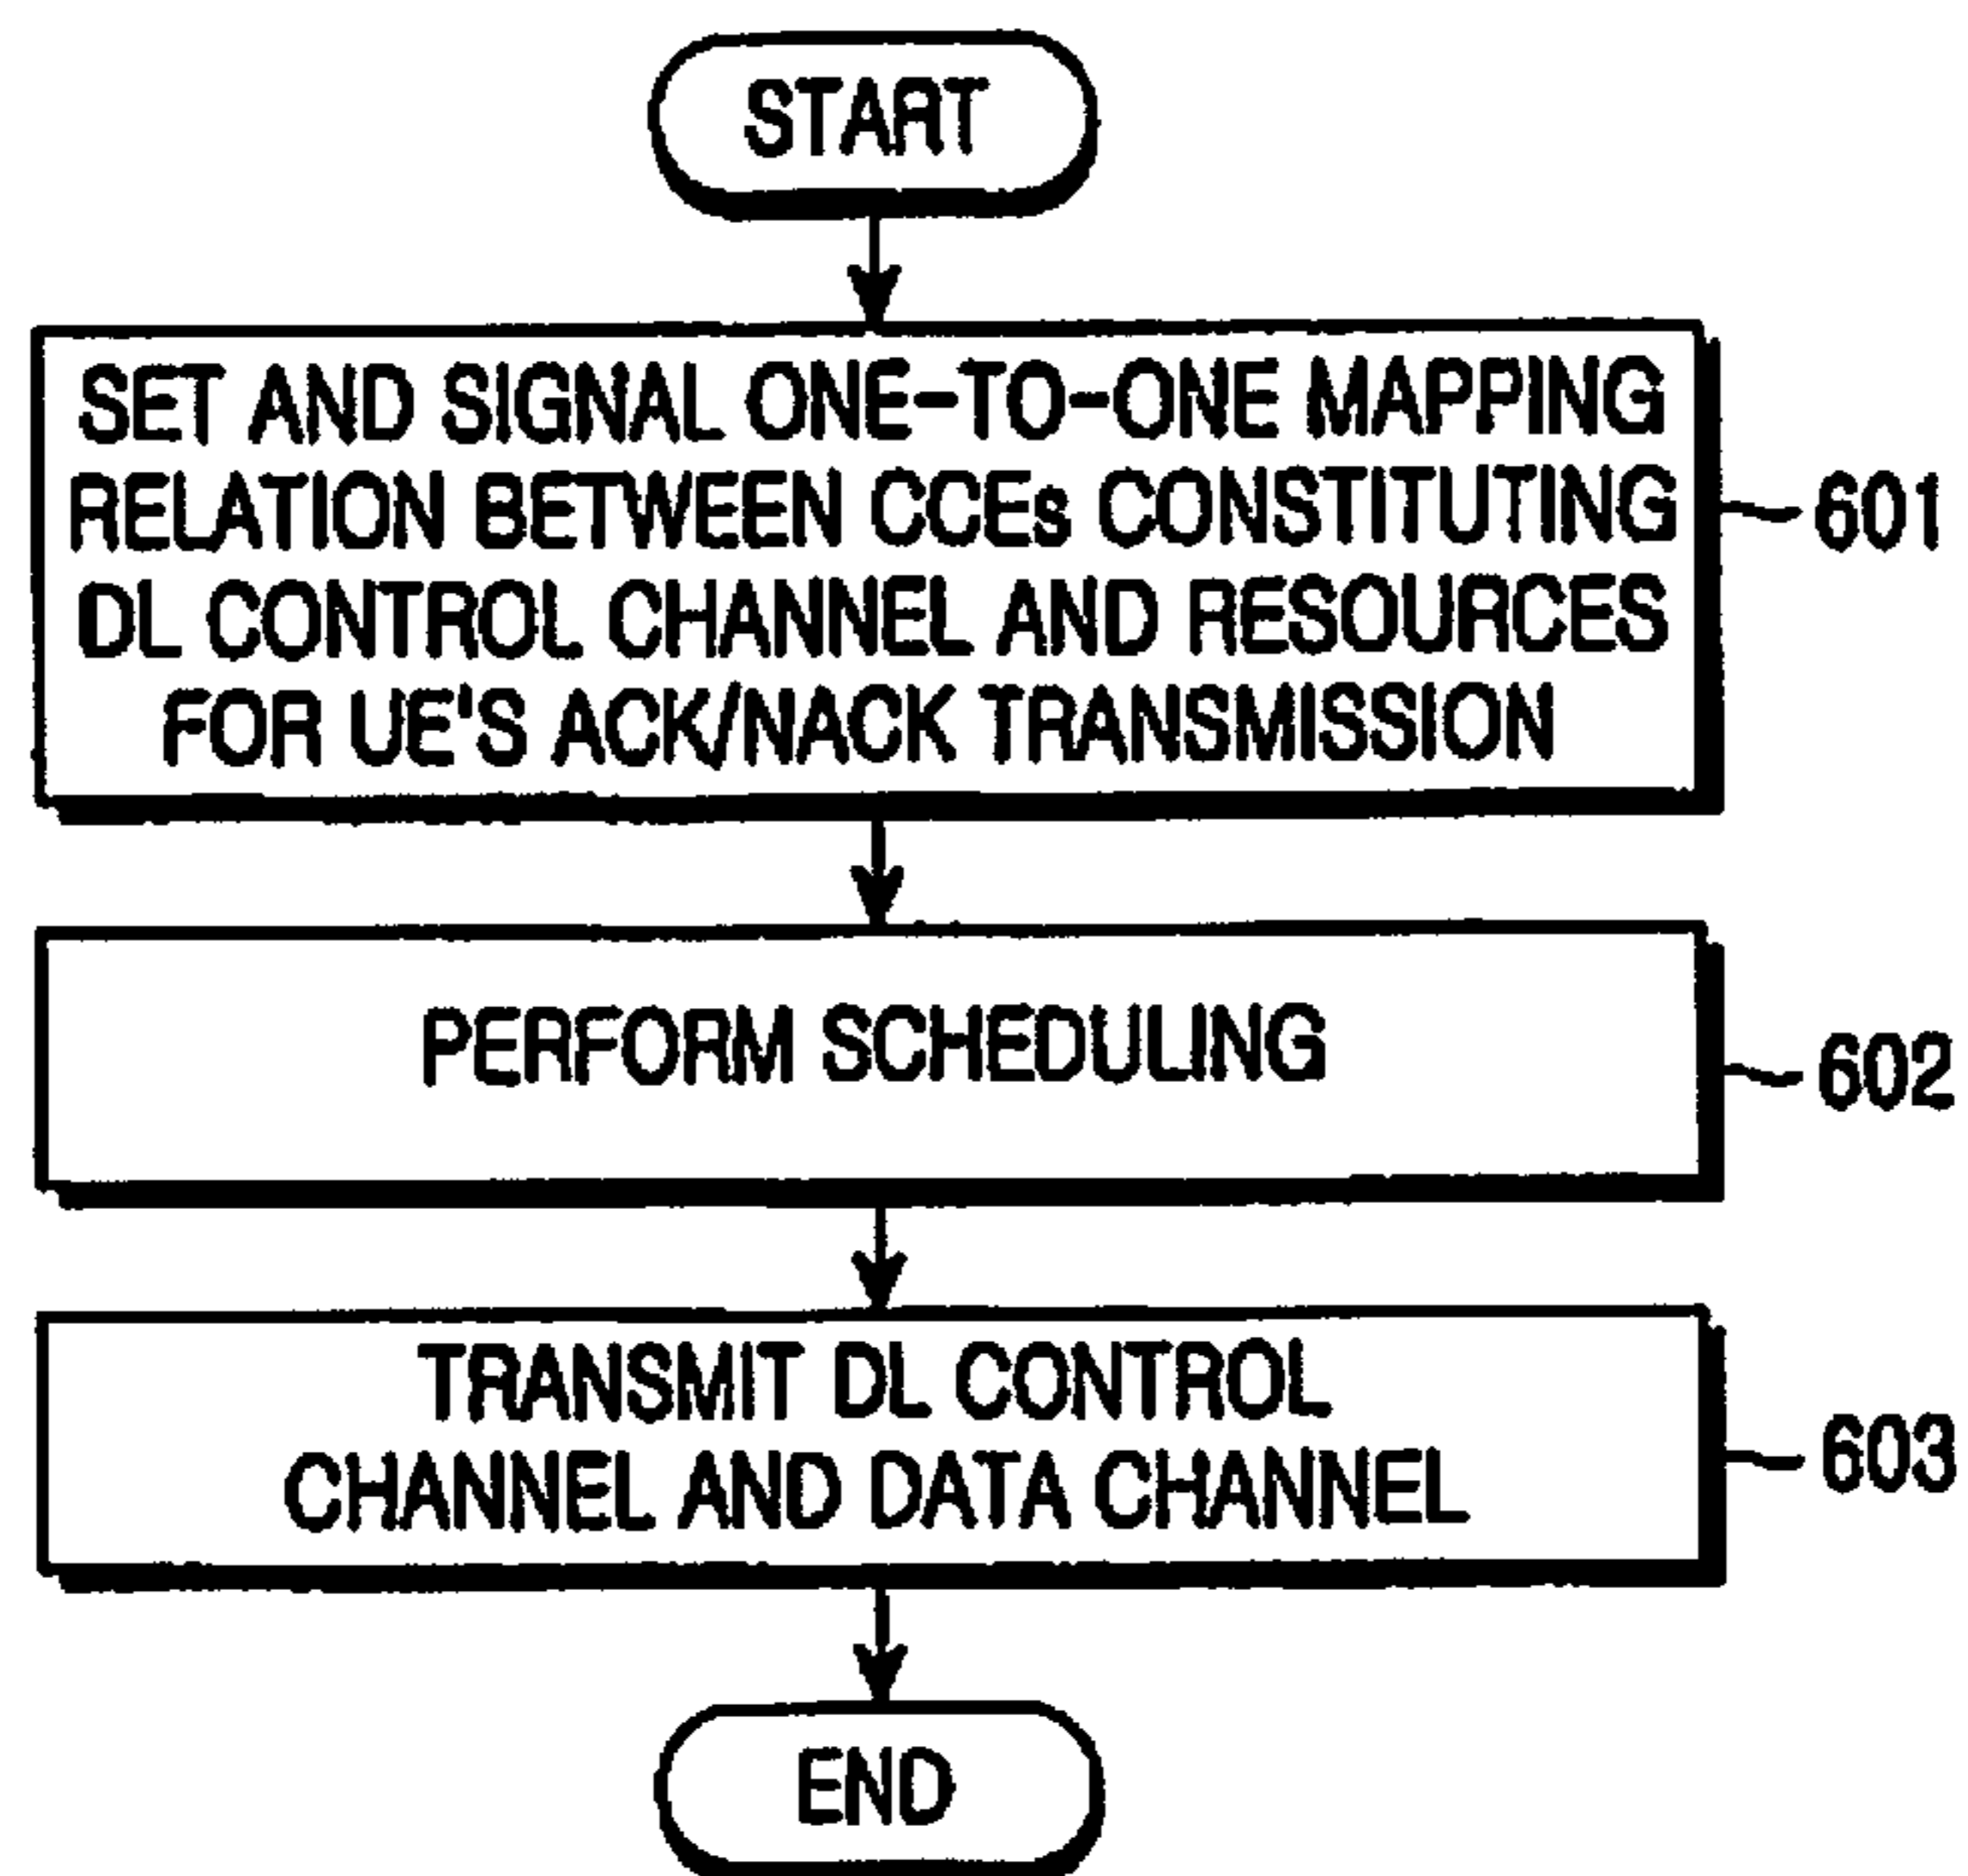 START
SET AND SIGNAL ONE-TO-ONE MAPPING
RELATION BETWEEN CCEs CONSTITUTING
DL CONTROL CHANNEL AND RESOURCES
FOR UE'S ACK/NACK TRANSMISSION
601
PERFORM SCHEDULING
602
TRANSMIT DL CONTROL
CHANNEL AND DATA CHANNEL
603
END